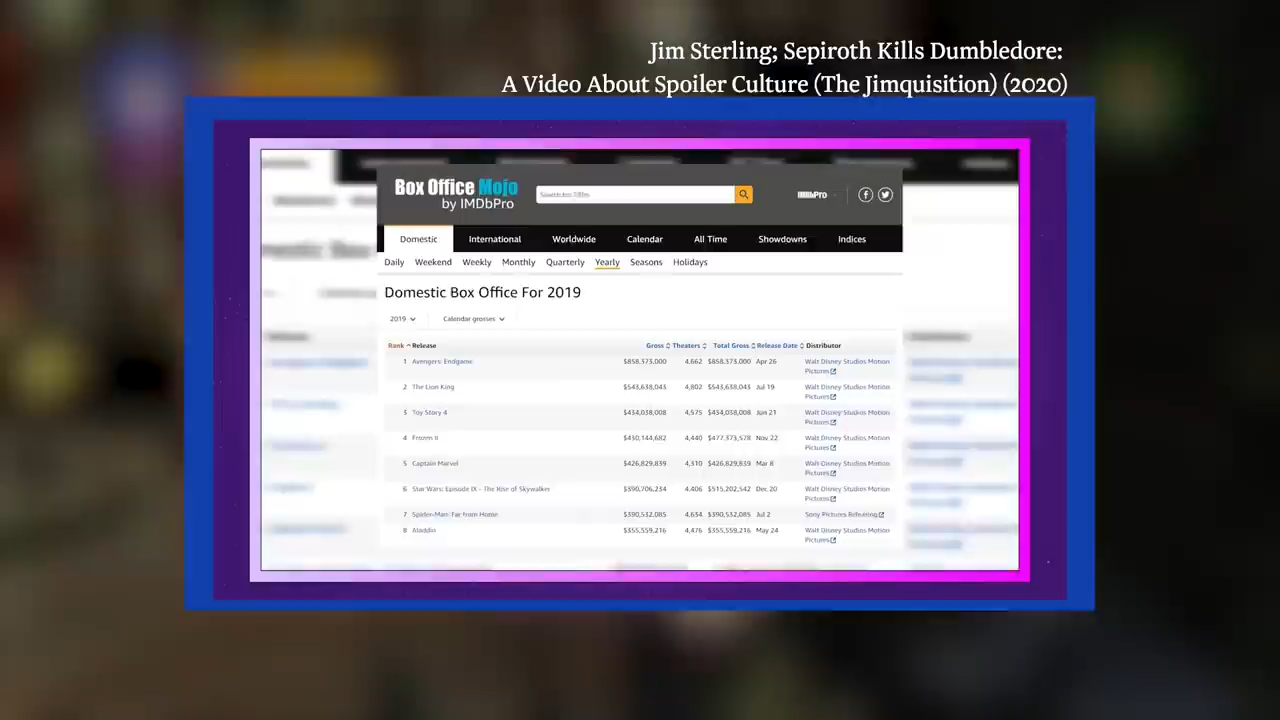 Jim Sterling; Sepiroth Kills Dumbledore:
A Video About Spoiler Culture (The Jimquisition) (2020)
Box Office Mojo
by IMDbPro
Pro
Domestic International Worldwide Calendar All Time Showdowns Indices
Daily Weekend Weekly Monthly Quarterly Yearly Seasons Holidays
Domestic Box Office For 2019
2019 Calendar grosses
Rank Release Gross Theaters Total Gross Release Date Distributor
1 Avengers: Endgame $858,373,000 4,662 $858,373,000 Apr 26 Walt Disney Studios Motion
Pictures
2 The Lion King $543,638,043 4,802 $543,638,043 Jul 19 Walt Disney Studios Motion
Pictures
3 Toy Story 4 $434,038,008 4,575 $434,038,008 Jun 21 Walt Disney Studios Motion
Pictures
4 Frozen II $430,144,682 4,440 $477,373,578 Nov 22 Walt Disney Studios Motion
Pictures
5 Captain Marvel $426,829,839 4,310 $426,829,839 Mar 8 Walt Disney Studios Motion
Pictures
6 Star Wars: Episode IX - The Rise of Skywalker $390,706,234 4,406 $515,202,542 Dec 20 Walt Disney Studios Motion
Pictures
7 Spider-Man: Far from Home $390,532,085 4,634 $390,532,085 Jul 2 Sony Pictures Releasing
8 Aladdin $355,559,216 4,476 $355,559,216 May 24 Walt Disney Studios Motion
Pictures